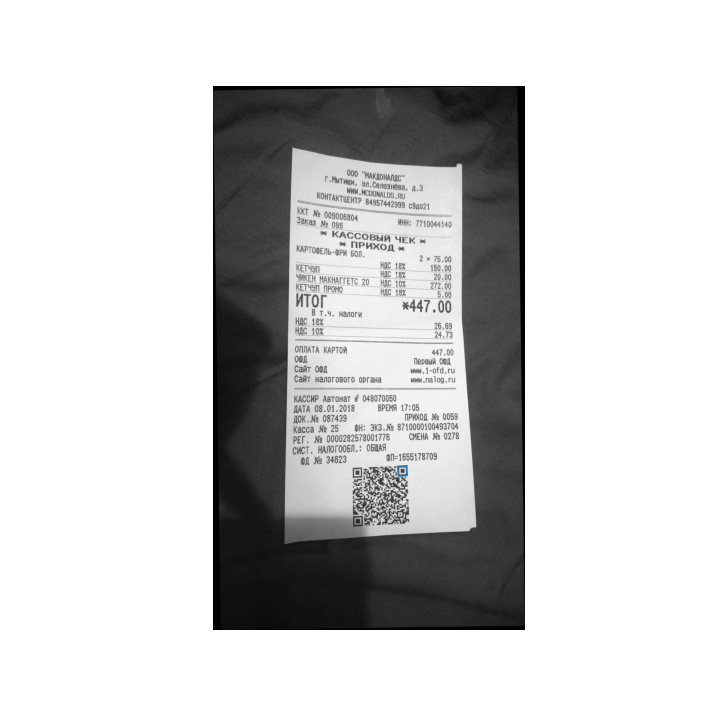 ООО "МАКДОНАЛДС"
г.Мытищи, ул.Селезнёва, д.3
WWW.MCDONALDS.RU
КОНТАКТЦЕНТР 84957442999 с9до21
ККТ № 009006804 ИНН: 7710044140
Заказ № 086
* КАССОВЫЙ ЧЕК *
* ПРИХОД *
КАРТОФЕЛЬ-ФРИ БОЛ. 2 * 75.00
НДС 18% 150.00
КЕТЧУП НДС 18% 20.00
ЧИКЕН МАКНАГГЕТС 20 НДС 10% 272.00
КЕТЧУП ПРОМО НДС 18% 5.00
ИТОГ *447.00
В т.ч. налоги
НДС 18% 26.69
НДС 10% 24.73
ОПЛАТА КАРТОЙ 447.00
ОФД Первый ОФД
Сайт ОФД www.1-ofd.ru
Сайт налогового органа www.nalog.ru
КАССИР Автомат # 048070050
ДАТА 08.01.2018 ВРЕМЯ 17:05
ДОК.№ 087439 ПРИХОД № 0059
Касса № 25 ФН: ЭКЗ.№ 8710000100493704
РЕГ. № 0000282578001776 СМЕНА № 0278
СИСТ. НАЛОГООБЛ.: ОБЩАЯ
ФД № 34623 ФП=1655178709